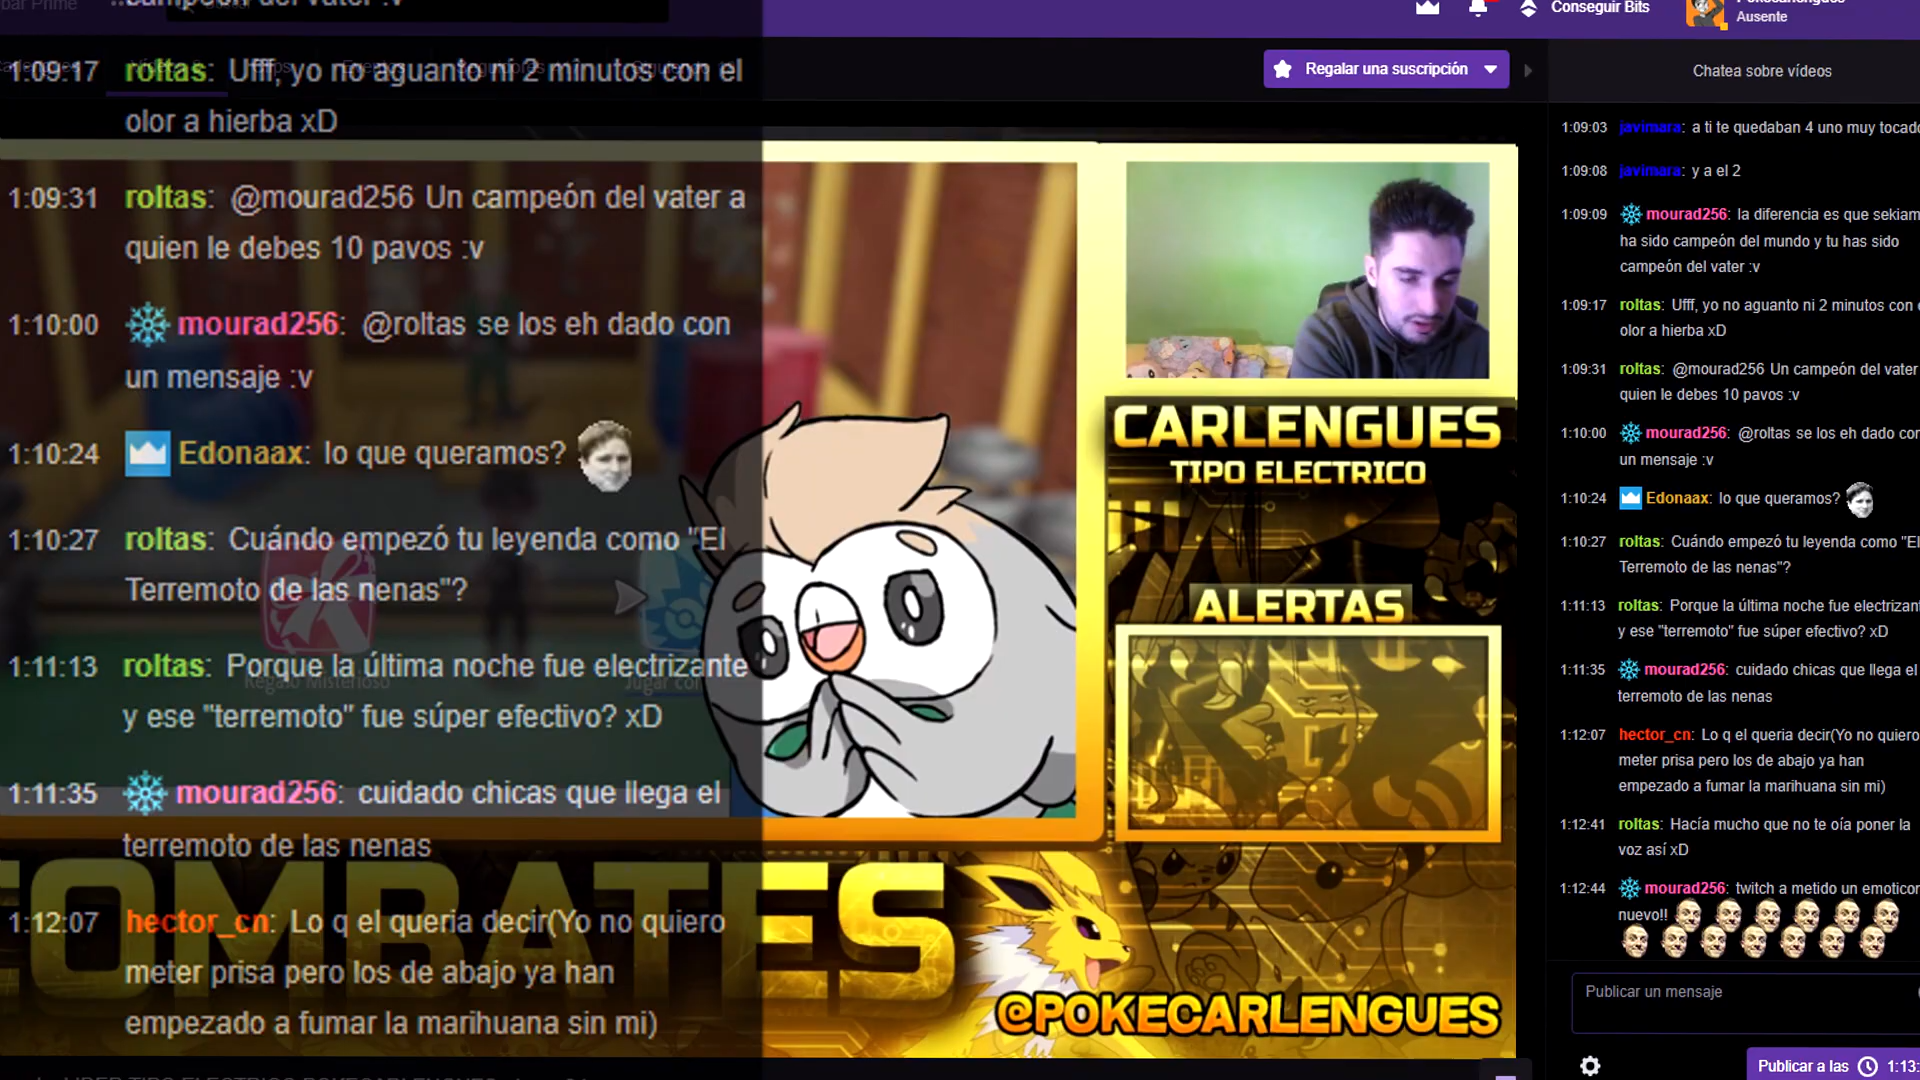 campeón del vater :v
1:09:17 roltas: Ufff, yo no aguanto ni 2 minutos con el
olor a hierba xD
1:09:31 roltas: @mourad256 Un campeón del vater a
quien le debes 10 pavos :v
1:10:00 mourad256: @roltas se los eh dado con
un mensaje :v
1:10:24 Edonaax: lo que queramos?
1:10:27 roltas: Cuándo empezó tu leyenda como "El
Terremoto de las nenas"?
1:11:13 roltas: Porque la última noche fue electrizante
y ese "terremoto" fue súper efectivo? xD
1:11:35 mourad256: cuidado chicas que llega el
terremoto de las nenas
1:12:07 hector_cn: Lo q el queria decir(Yo no quiero
meter prisa pero los de abajo ya han
empezado a fumar la marihuana sin mi)
Regalo Misterioso
Jugar con
COMBATES
Conseguir Bits
Ausente
Regalar una suscripción
CARLENGUES
TIPO ELECTRICO
ALERTAS
@POKECARLENGUES
Chatea sobre vídeos
1:09:03 javimara: a ti te quedaban 4 uno muy tocado
1:09:08 javimara: y a el 2
1:09:09 mourad256: la diferencia es que sekiam
ha sido campeón del mundo y tu has sido
campeón del vater :v
1:09:17 roltas: Ufff, yo no aguanto ni 2 minutos con e
olor a hierba xD
1:09:31 roltas: @mourad256 Un campeón del vater
quien le debes 10 pavos :v
1:10:00 mourad256: @roltas se los eh dado con
un mensaje :v
1:10:24 Edonaax: lo que queramos?
1:10:27 roltas: Cuándo empezó tu leyenda como "El
Terremoto de las nenas"?
1:11:13 roltas: Porque la última noche fue electrizant
y ese "terremoto" fue súper efectivo? xD
1:11:35 mourad256: cuidado chicas que llega el
terremoto de las nenas
1:12:07 hector_cn: Lo q el queria decir(Yo no quiero
meter prisa pero los de abajo ya han
empezado a fumar la marihuana sin mi)
1:12:41 roltas: Hacía mucho que no te oía poner la
voz así xD
1:12:44 mourad256: twitch a metido un emoticon
nuevo!!
Publicar un mensaje
Publicar a las 1:13: